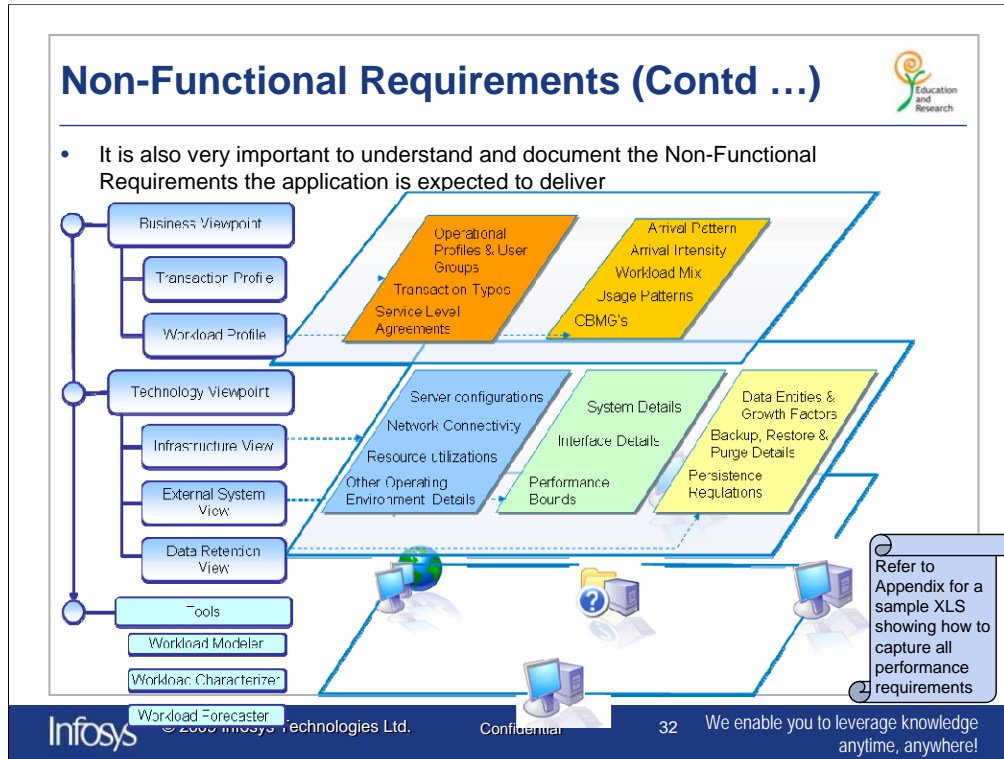 Non-Functional Requirements (Contd …)
Education
and
Research
• It is also very important to understand and document the Non-Functional
Requirements the application is expected to deliver
Business Viewpoint
Transaction Profile
Workload Profile
Technology Viewpoint
Infrastructure View
External System
View
Data Retention
View
Tools
Workload Modeler
Workload Characterizer
Workload Forecaster
Operational
Profiles & User
Groups
Transaction Types
Service Level
Agreements
Arrival Pattern
Arrival Intensity
Workload Mix
Usage Patterns
CBMG's
Server configurations
Network Connectivity
Resource utilizations
Other Operating
Environment Details
System Details
Interface Details
Performance
Bounds
Data Entities &
Growth Factors
Backup, Restore &
Purge Details
Persistence
Regulations
Refer to
Appendix for a
sample XLS
showing how to
capture all
performance
requirements
Infosys
Infosys Technologies Ltd.
Confidential
32
We enable you to leverage knowledge
anytime, anywhere!